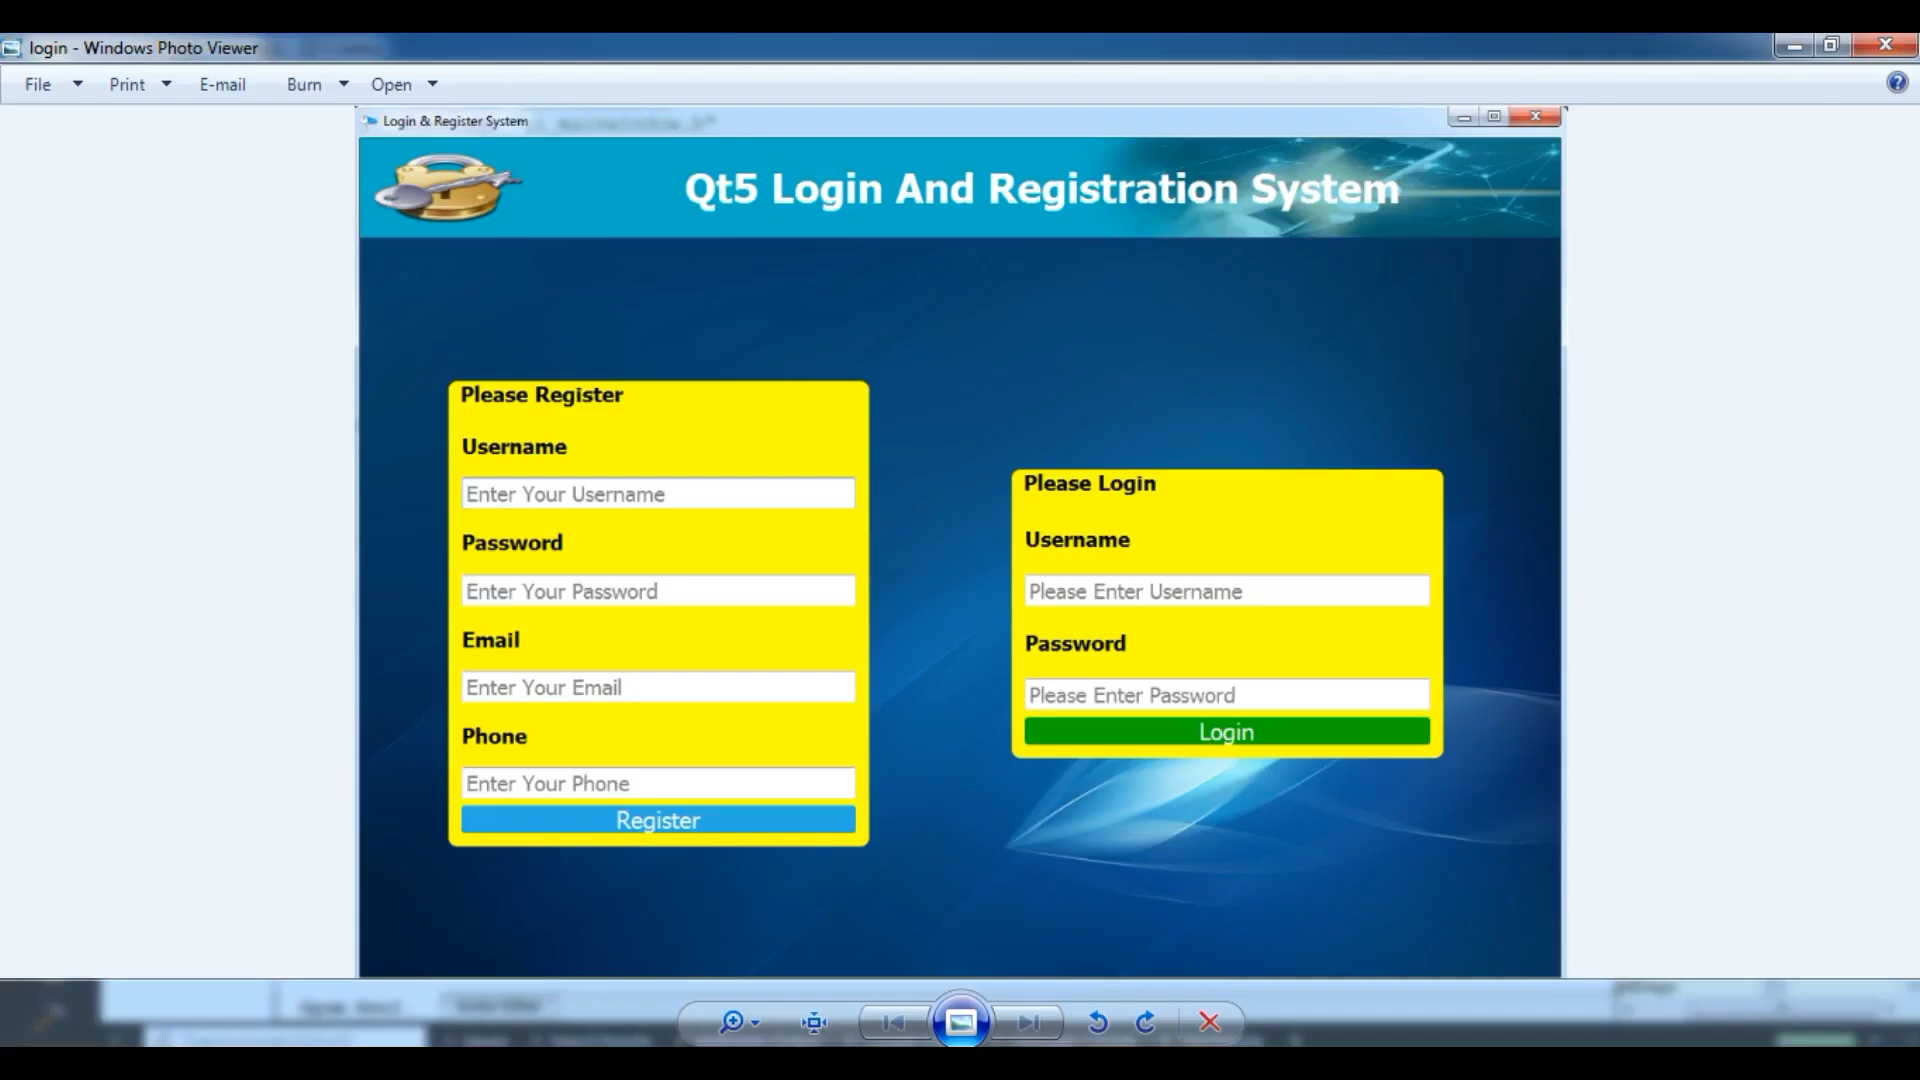 login - Windows Photo Viewer
File Print E-mail Burn Open
Login & Register System
Qt5 Login And Registration System
Please Register
Username
Enter Your Username
Password
Enter Your Password
Email
Enter Your Email
Phone
Enter Your Phone
Register
Please Login
Username
Please Enter Username
Password
Please Enter Password
Login